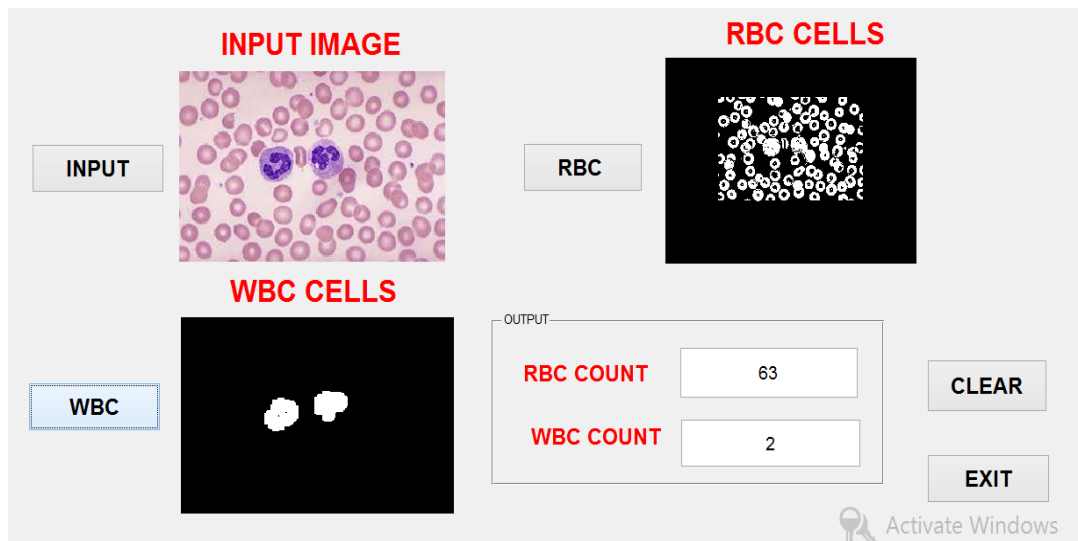 INPUT IMAGE
RBC CELLS
INPUT
RBC
WBC CELLS
OUTPUT
RBC COUNT 63
WBC
CLEAR
WBC COUNT 2
EXIT
Activate Windows